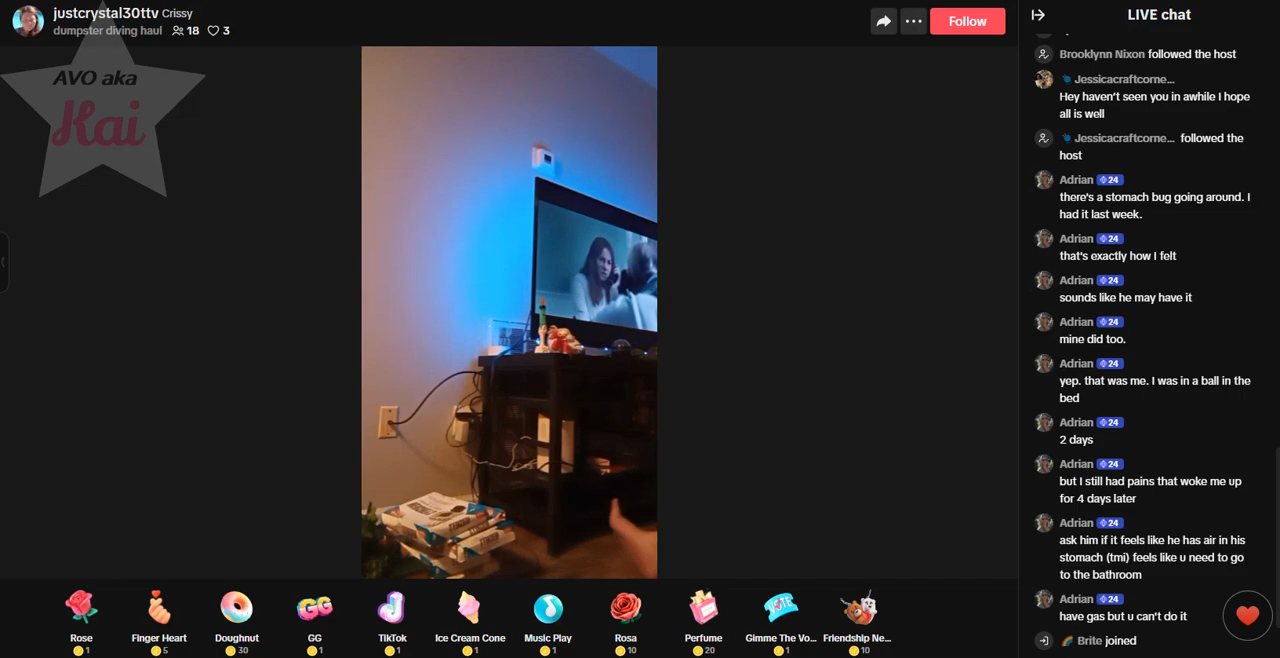 justcrystal30ttv Crissy
dumpster diving haul 18 3
Follow
AVO aka
Kai
LIVE chat
Brooklynn Nixon followed the host
Jessicacraftcorne...
Hey haven't seen you in awhile I hope
all is well
Jessicacraftcorne... followed the
host
Adrian 24
there's a stomach bug going around. I
had it last week.
Adrian 24
that's exactly how I felt
Adrian 24
sounds like he may have it
Adrian 24
mine did too.
Adrian 24
yep. that was me. I was in a ball in the
bed
Adrian 24
2 days
Adrian 24
but I still had pains that woke me up
for 4 days later
Adrian 24
ask him if it feels like he has air in his
stomach (tmi) feels like u need to go
to the bathroom
Adrian 24
have gas but u can't do it
Brite joined
GG
VOTE
Rose Finger Heart Doughnut GG TikTok Ice Cream Cone Music Play Rosa Perfume Gimme The Vo... Friendship Ne...
1 5 30 1 1 1 1 10 20 1 10